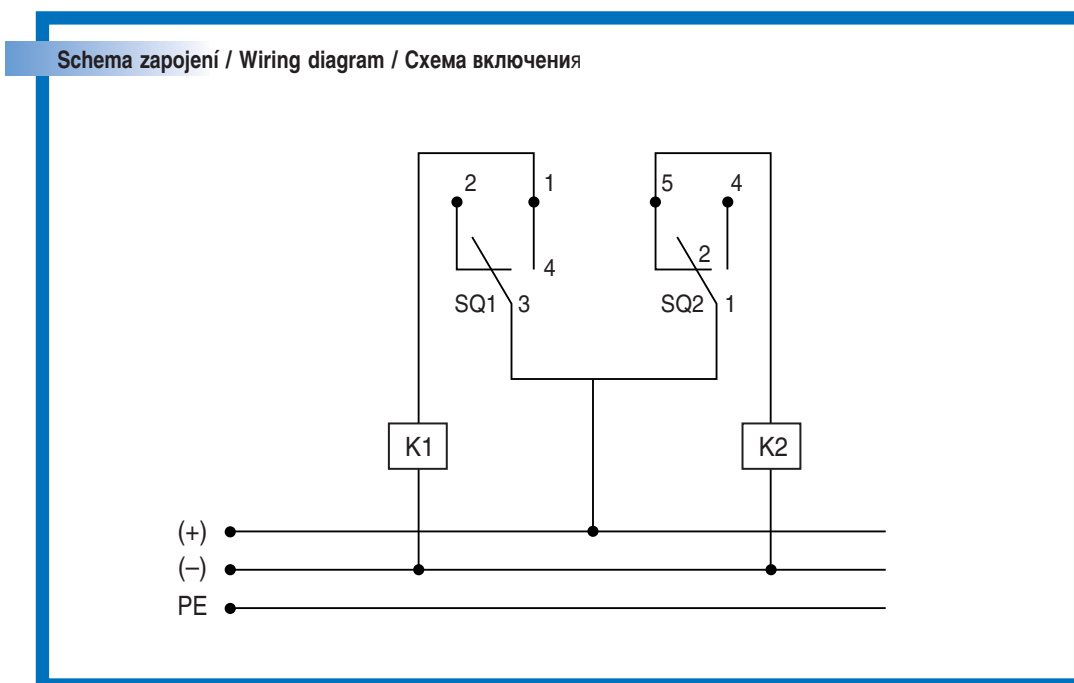 Schema zapojení / Wiring diagram / Схема включения
2 1 5 4
4 2
SQ1 3 SQ2 1
K1 K2
(+)
(–)
PE